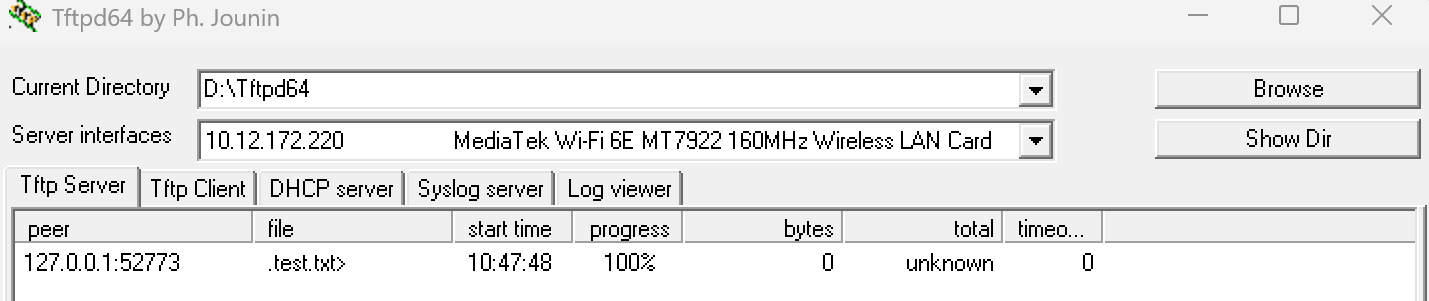 Tftpd64 by Ph. Jounin
Current Directory D:\Tftpd64 Browse
Server interfaces 10.12.172.220 MediaTek Wi-Fi 6E MT7922 160MHz Wireless LAN Card Show Dir
Tftp Server Tftp Client DHCP server Syslog server Log viewer
peer file start time progress bytes total timeo...
127.0.0.1:52773 .test.txt> 10:47:48 100% 0 unknown 0